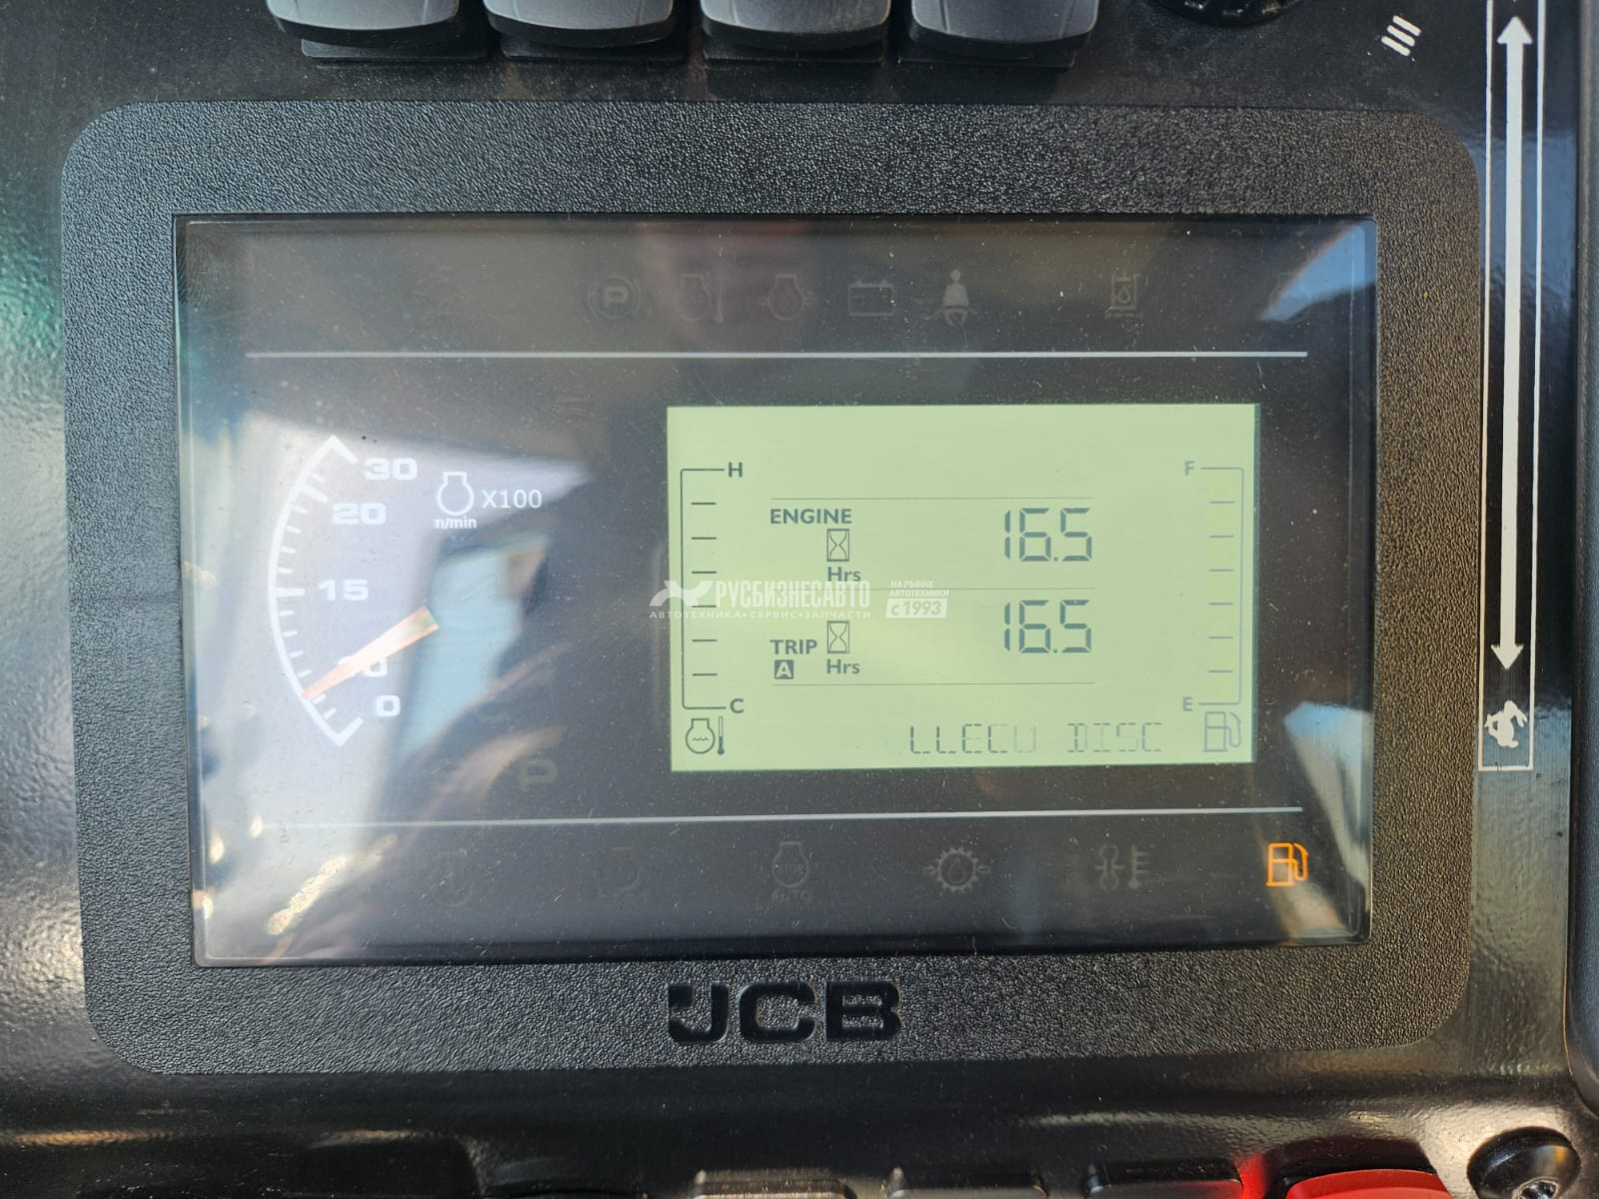 P
H
F
30
20
15
0
X100
n/min
ENGINE
16.5
Hrs
РУСБИЗНЕСАВТО
АВТОТЕХНИКА•СЕРВИС•ЗАПЧАСТИ
НА РЫНКЕ
АВТОТЕХНИКИ
с 1993
TRIP
A
16.5
Hrs
C
E
LLECU DISC
P
AUTO
JCB